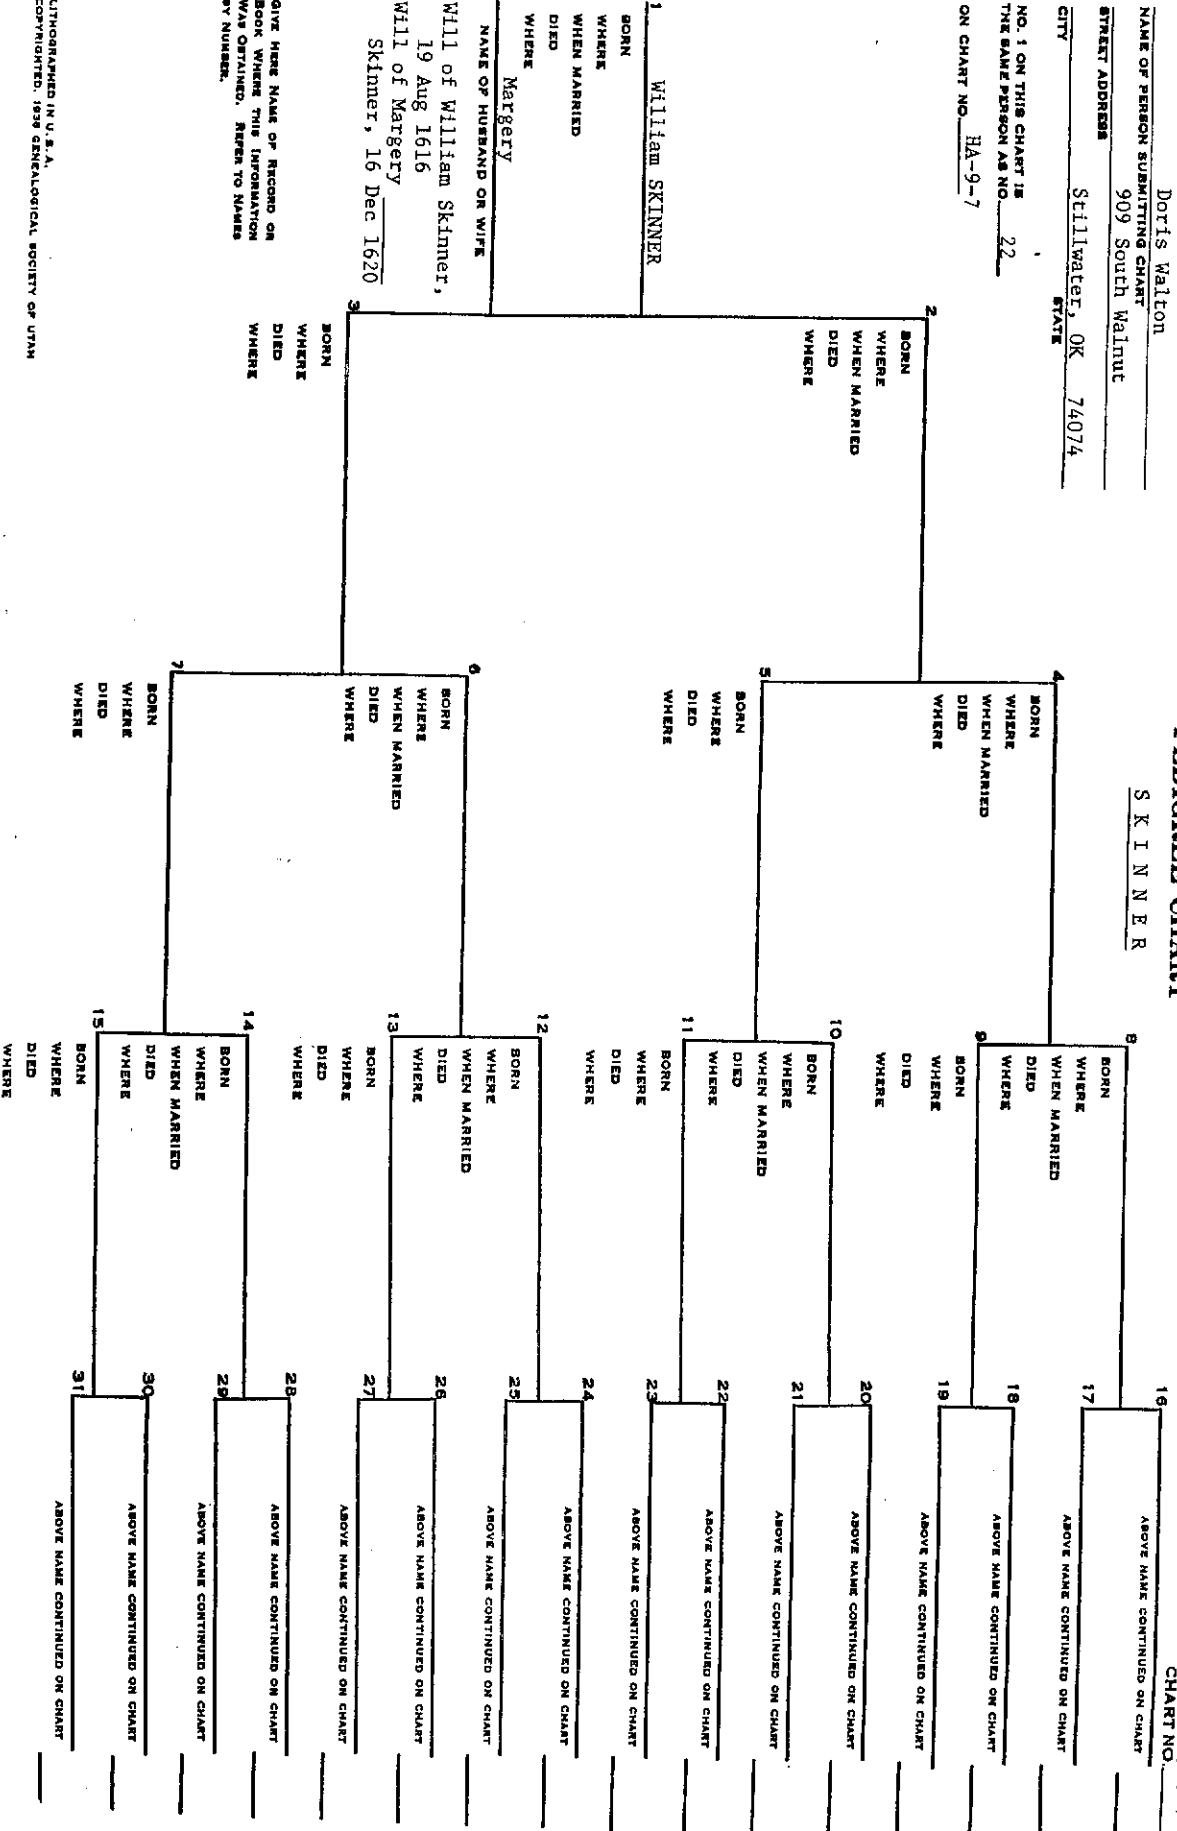 PEDIGREE CHART
S K I N N E R
CHART NO.
Doris Walton
NAME OF PERSON SUBMITTING CHART
909 South Walnut
STREET ADDRESS
Stillwater, OK 74074
CITY STATE
NO. 1 ON THIS CHART IS
THE SAME PERSON AS NO. 22
ON CHART NO. HA-9-7
1 William SKINNER
BORN
WHERE
WHEN MARRIED
DIED
WHERE
Margery
NAME OF HUSBAND OR WIFE
Will of William Skinner,
19 Aug 1616
Will of Margery
Skinner, 16 Dec 1620
GIVE HERE NAME OF RECORD OR
BOOK WHERE THIS INFORMATION
WAS OBTAINED. REFER TO NAMES
BY NUMBER.
LITHOGRAPHED IN U. S. A.
COPYRIGHTED. 1938 GENEALOGICAL SOCIETY OF UTAH
2
BORN
WHERE
WHEN MARRIED
DIED
WHERE
3
BORN
WHERE
DIED
WHERE
4
BORN
WHERE
WHEN MARRIED
DIED
WHERE
5
BORN
WHERE
DIED
WHERE
6
BORN
WHERE
WHEN MARRIED
DIED
WHERE
7
BORN
WHERE
DIED
WHERE
8
BORN
WHERE
WHEN MARRIED
DIED
WHERE
9
BORN
WHERE
DIED
WHERE
10
BORN
WHERE
WHEN MARRIED
DIED
WHERE
11
BORN
WHERE
DIED
WHERE
12
BORN
WHERE
WHEN MARRIED
DIED
WHERE
13
BORN
WHERE
DIED
WHERE
14
BORN
WHERE
WHEN MARRIED
DIED
WHERE
15
BORN
WHERE
DIED
WHERE
16
ABOVE NAME CONTINUED ON CHART
17
ABOVE NAME CONTINUED ON CHART
18
ABOVE NAME CONTINUED ON CHART
19
ABOVE NAME CONTINUED ON CHART
20
ABOVE NAME CONTINUED ON CHART
21
ABOVE NAME CONTINUED ON CHART
22
ABOVE NAME CONTINUED ON CHART
23
ABOVE NAME CONTINUED ON CHART
24
ABOVE NAME CONTINUED ON CHART
25
ABOVE NAME CONTINUED ON CHART
26
ABOVE NAME CONTINUED ON CHART
27
ABOVE NAME CONTINUED ON CHART
28
ABOVE NAME CONTINUED ON CHART
29
ABOVE NAME CONTINUED ON CHART
30
ABOVE NAME CONTINUED ON CHART
31
ABOVE NAME CONTINUED ON CHART